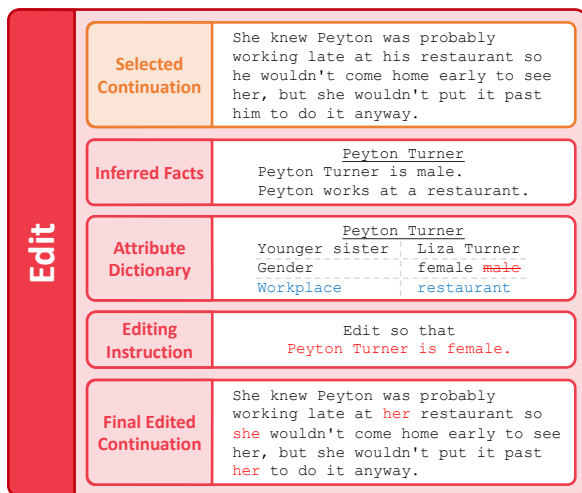 Edit
Selected
Continuation
She knew Peyton was probably
working late at his restaurant so
he wouldn't come home early to see
her, but she wouldn't put it past
him to do it anyway.
Inferred Facts
Peyton Turner
Peyton Turner is male.
Peyton works at a restaurant.
Attribute
Dictionary
Peyton Turner
Younger sister Liza Turner
Gender female male
Workplace restaurant
Editing
Instruction
Edit so that
Peyton Turner is female.
Final Edited
Continuation
She knew Peyton was probably
working late at her restaurant so
she wouldn't come home early to see
her, but she wouldn't put it past
her to do it anyway.